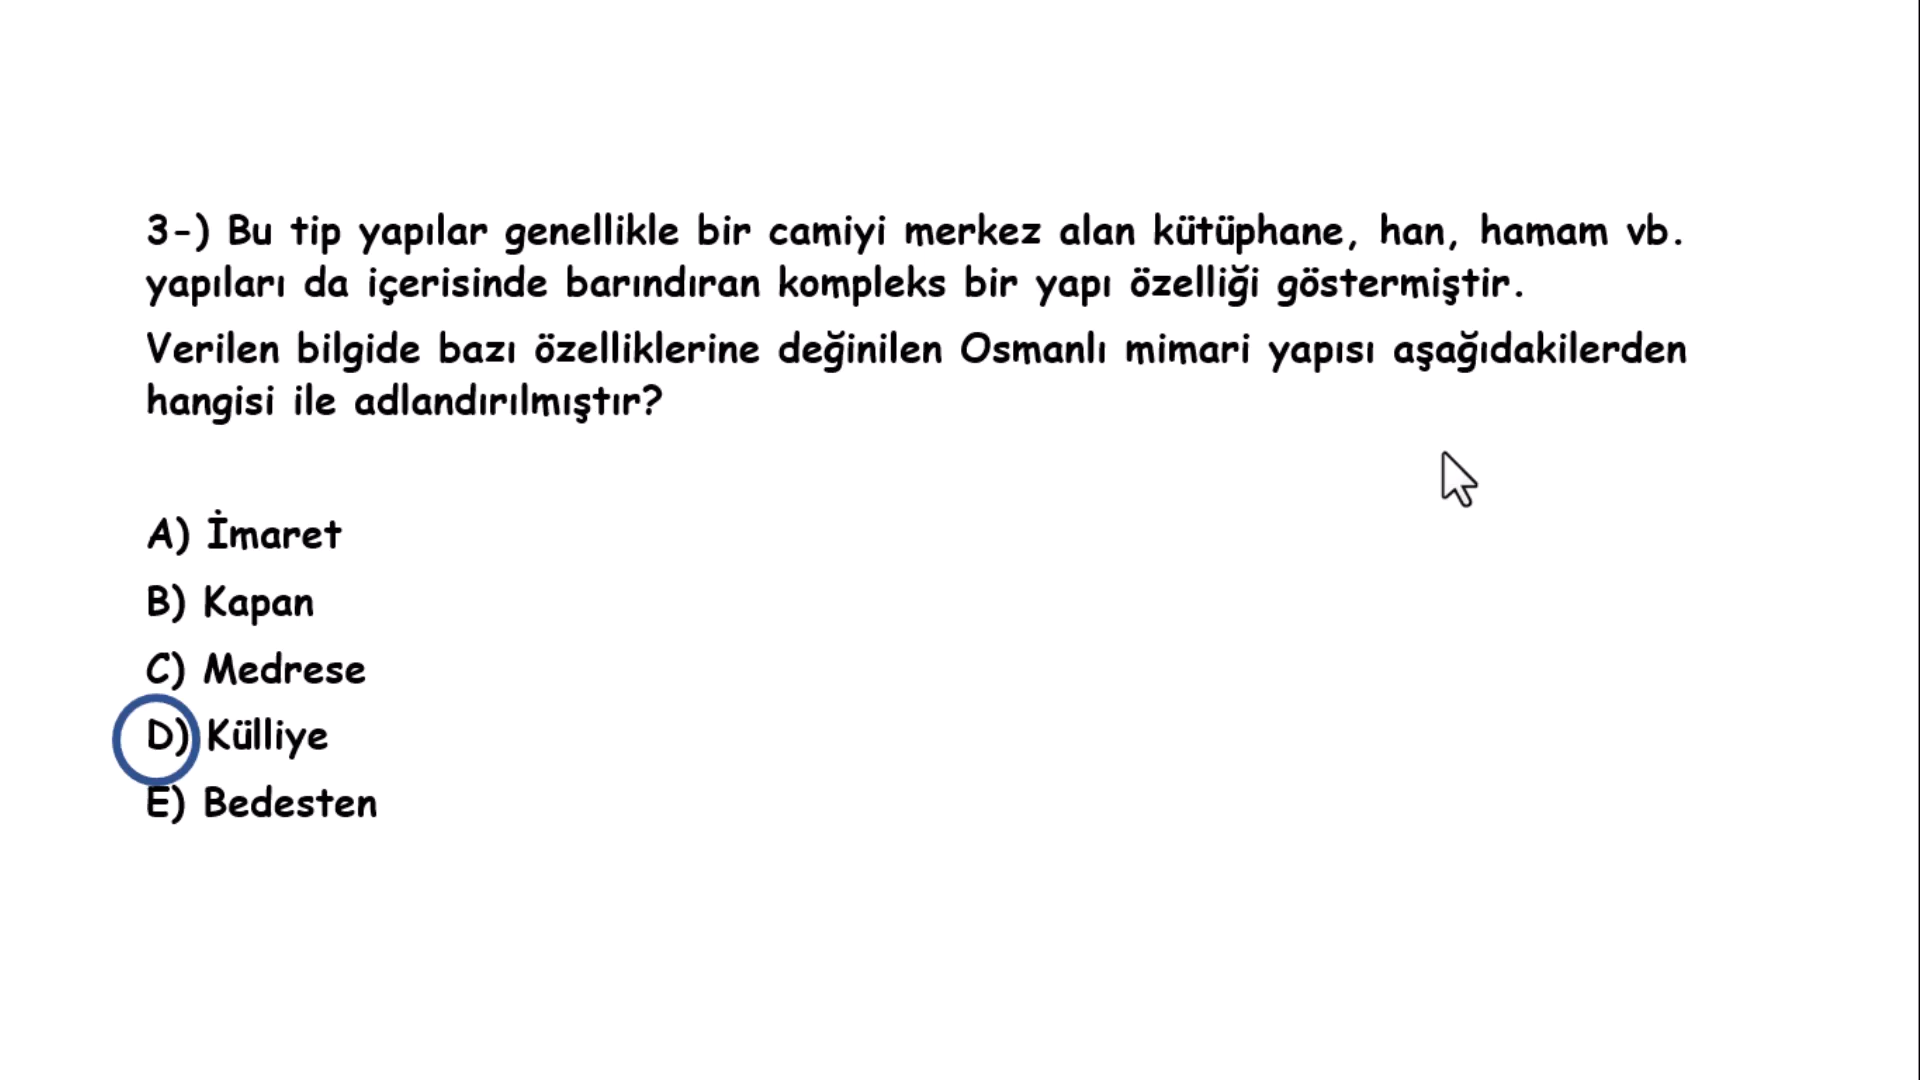 3-) Bu tip yapılar genellikle bir camiyi merkez alan kütüphane, han, hamam vb.
yapıları da içerisinde barındıran kompleks bir yapı özelliği göstermiştir.
Verilen bilgide bazı özelliklerine değinilen Osmanlı mimari yapısı aşağıdakilerden
hangisi ile adlandırılmıştır?
A) İmaret
B) Kapan
C) Medrese
D) Külliye
E) Bedesten